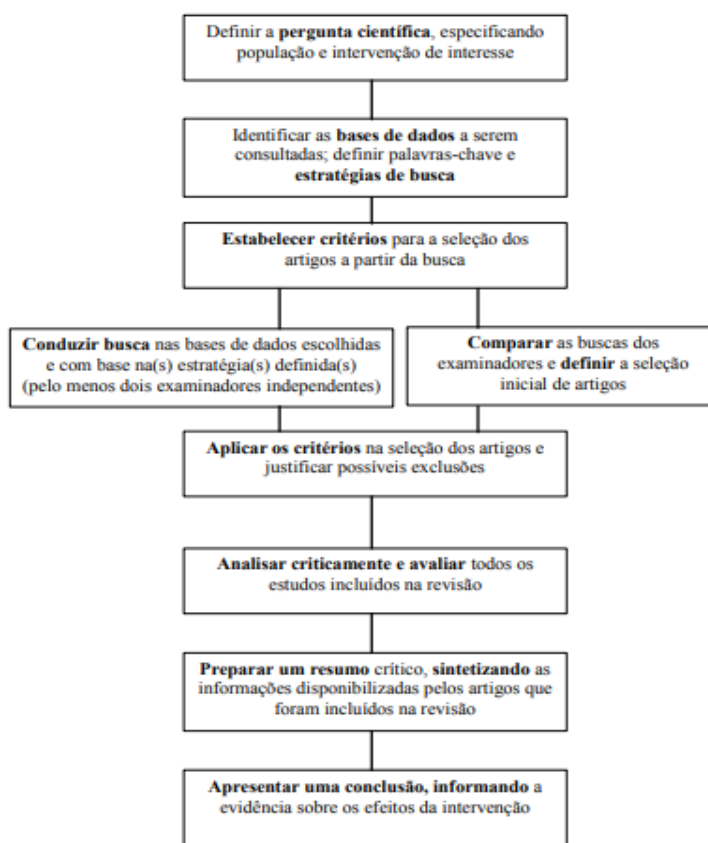 Definir a pergunta científica, especificando
população e intervenção de interesse
Identificar as bases de dados a serem
consultadas; definir palavras-chave e
estratégias de busca
Estabelecer critérios para a seleção dos
artigos a partir da busca
Conduzir busca nas bases de dados escolhidas
e com base na(s) estratégia(s) definida(s)
(pelo menos dois examinadores independentes)
Comparar as buscas dos
examinadores e definir a seleção
inicial de artigos
Aplicar os critérios na seleção dos artigos e
justificar possíveis exclusões
Analisar criticamente e avaliar todos os
estudos incluídos na revisão
Preparar um resumo crítico, sintetizando as
informações disponibilizadas pelos artigos que
foram incluídos na revisão
Apresentar uma conclusão, informando a
evidência sobre os efeitos da intervenção